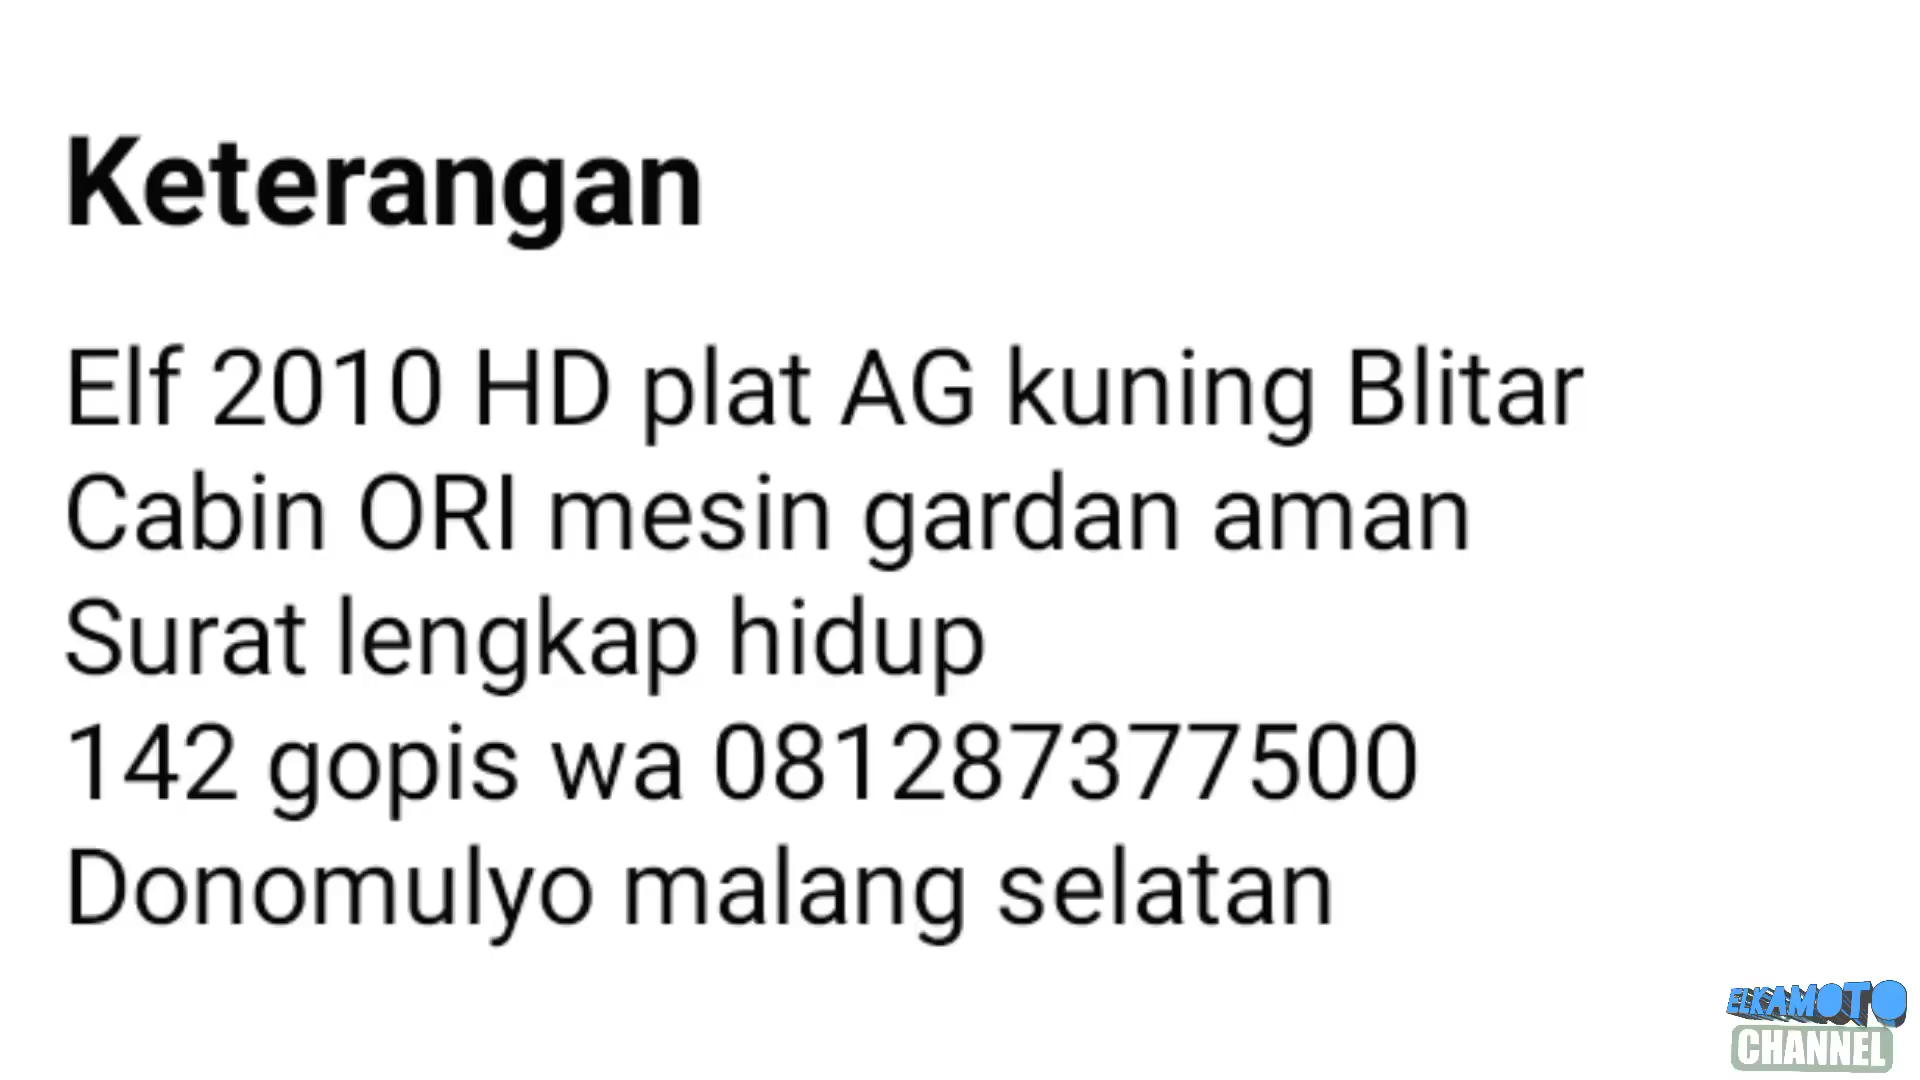 Keterangan
Elf 2010 HD plat AG kuning Blitar
Cabin ORI mesin gardan aman
Surat lengkap hidup
142 gopis wa 081287377500
Donomulyo malang selatan
ELKAMOTO
CHANNEL